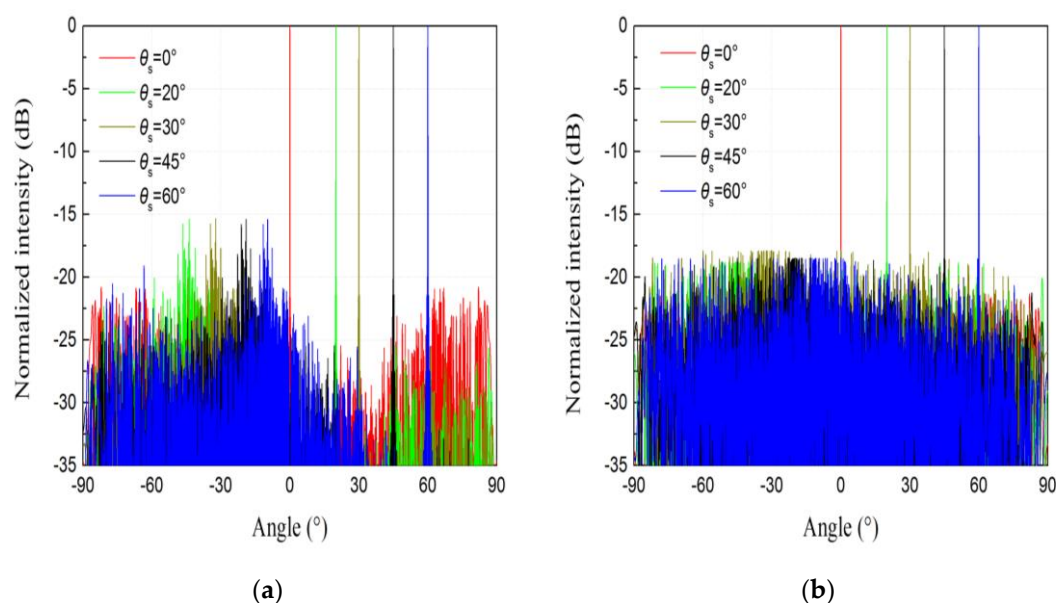 0
-5
-10
-15
-20
-25
-30
-35
-90
-60
-30
0
30
60
90
Normalized intensity (dB)
Angle (°)
θs=0°
θs=20°
θs=30°
θs=45°
θs=60°
(a)
0
-5
-10
-15
-20
-25
-30
-35
-90
-60
-30
0
30
60
90
Normalized intensity (dB)
Angle (°)
θs=0°
θs=20°
θs=30°
θs=45°
θs=60°
(b)